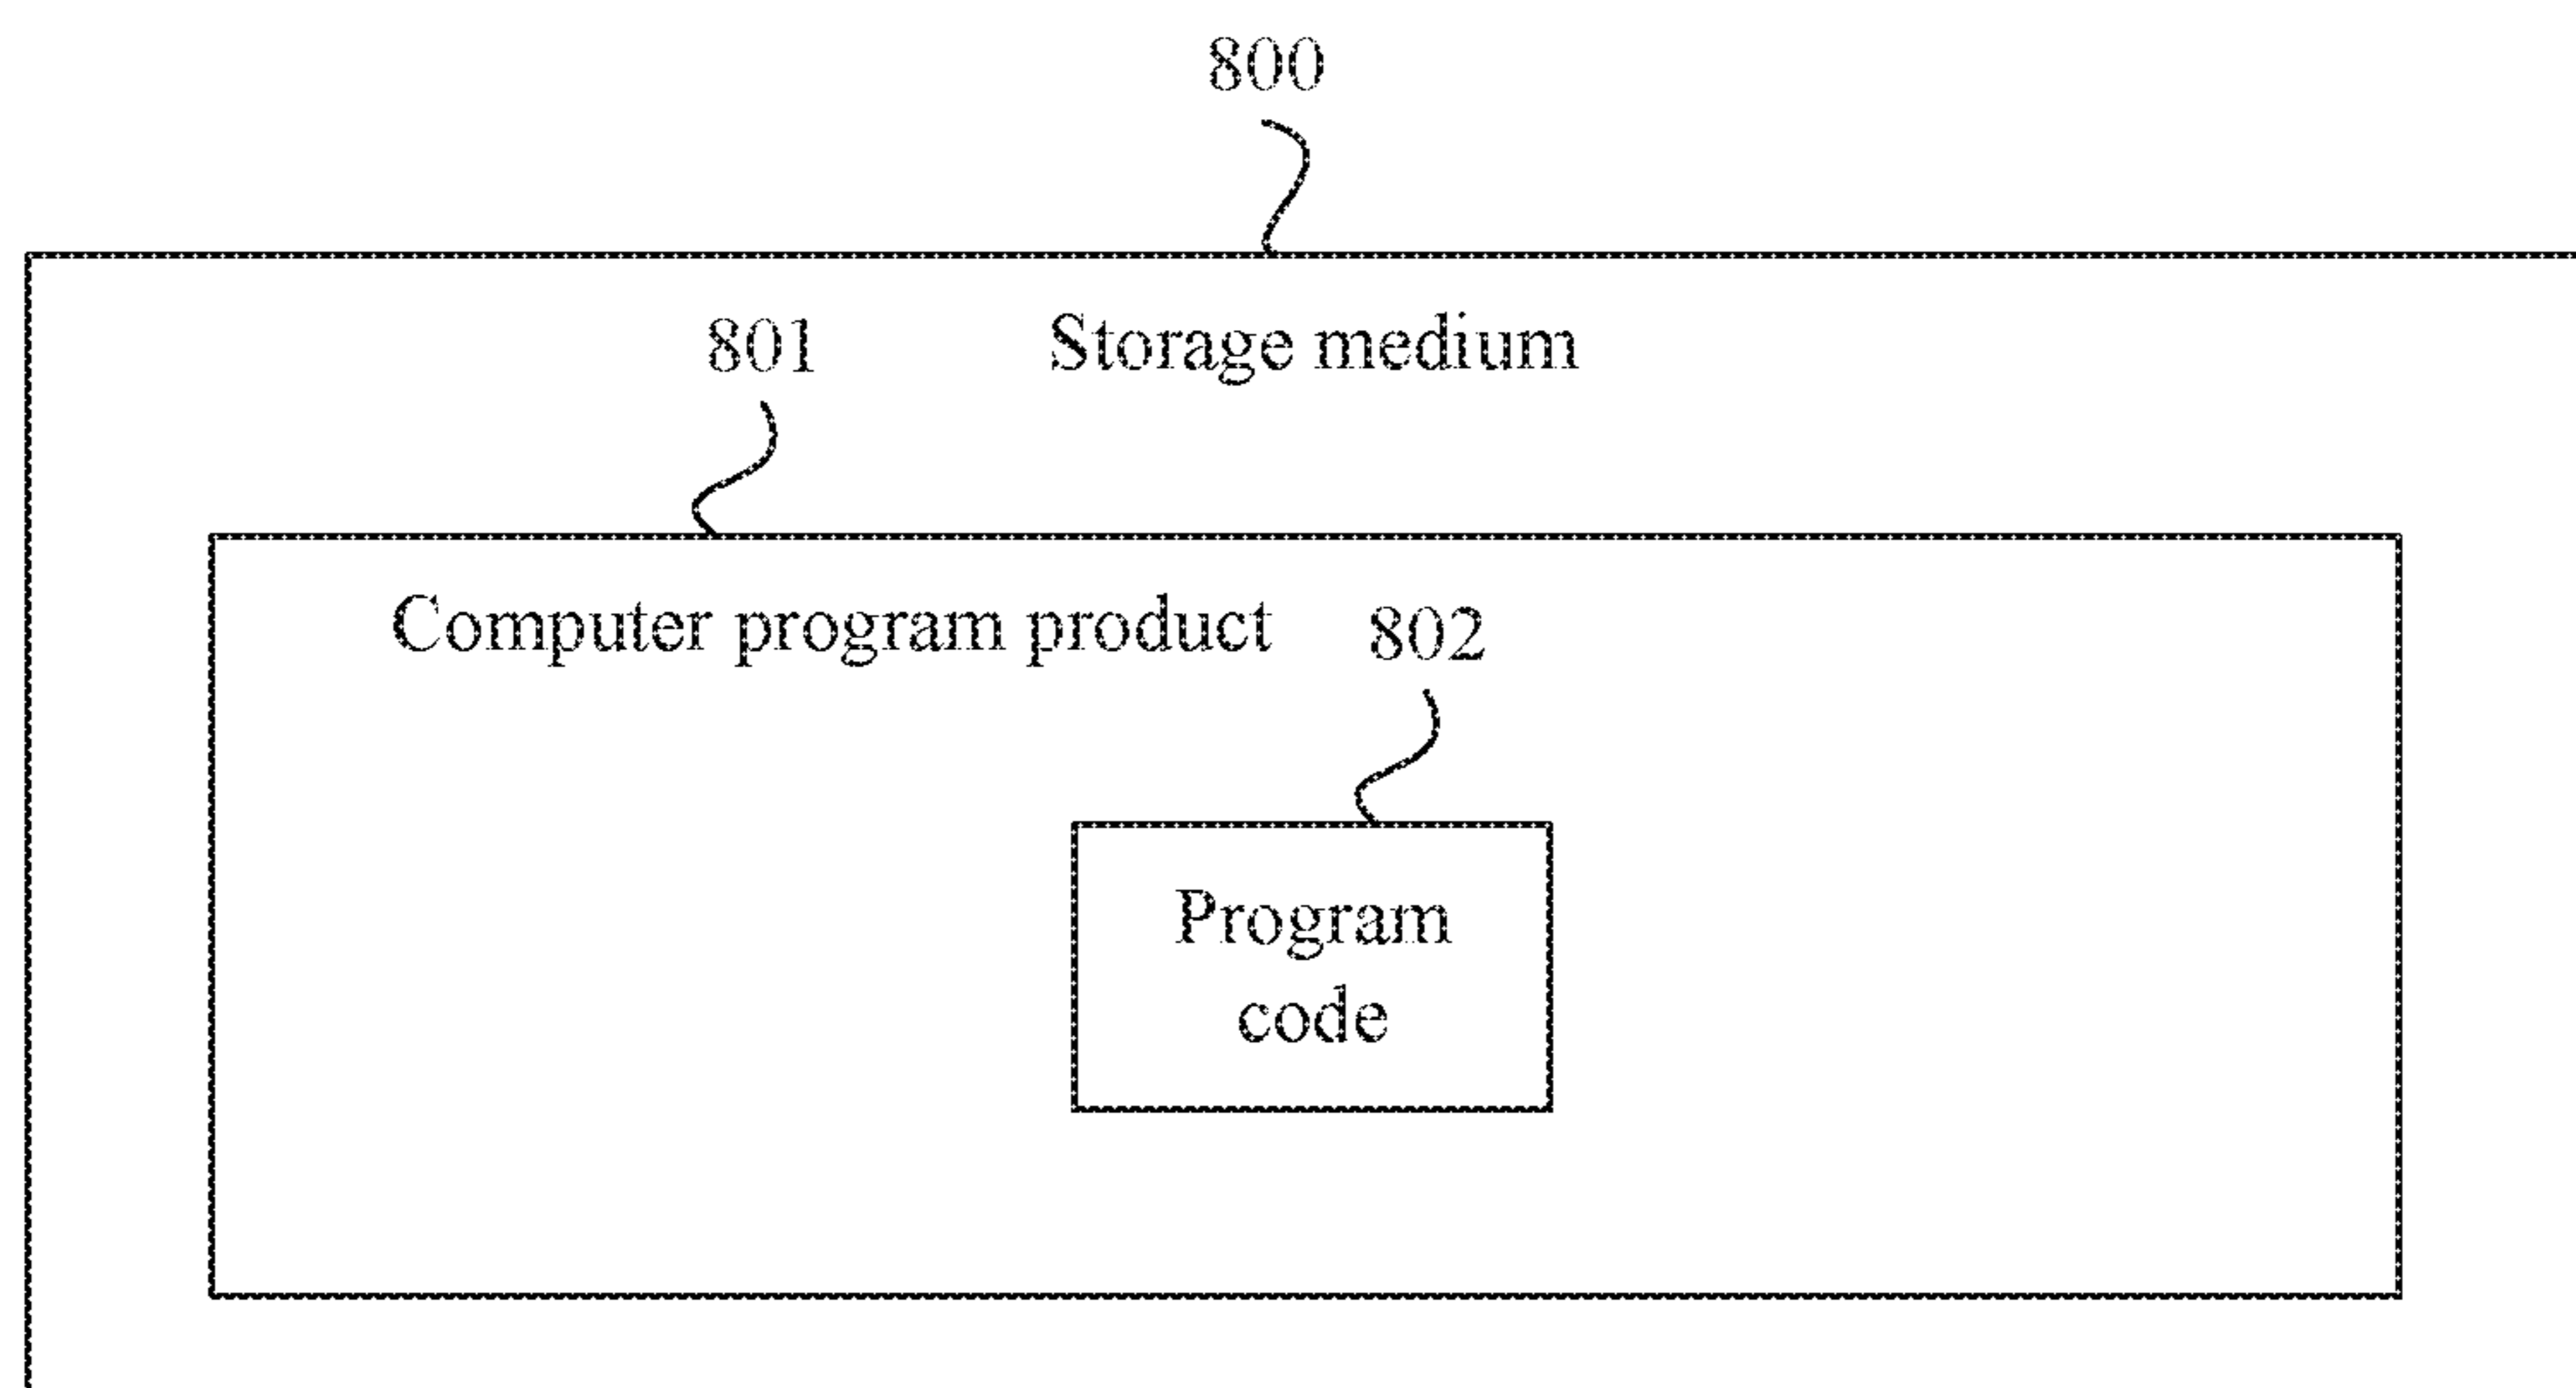 800
801 Storage medium
Computer program product 802
Program
code